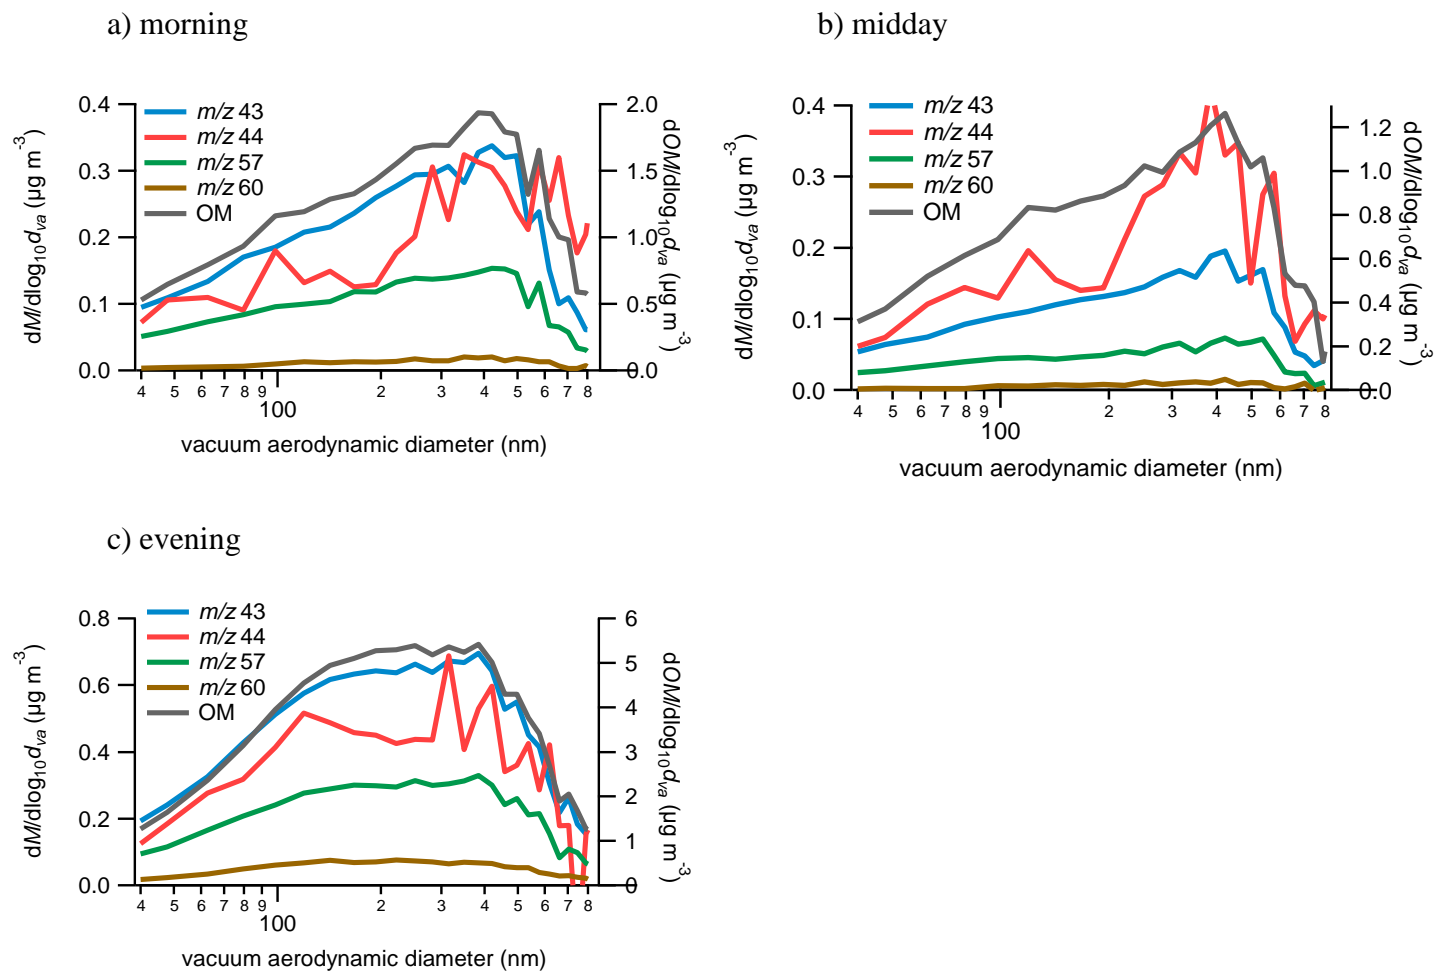 a) morning
m/z 43
m/z 44
m/z 57
m/z 60
OM
dM/dlog10dva (µg m-3)
0.4
0.3
0.2
0.1
0.0
dOM/dlog10dva (µg m-3)
2.0
1.5
1.0
0.5
0.0
4 5 6 7 8 9 2 3 4 5 6 7 8
100
vacuum aerodynamic diameter (nm)
b) midday
m/z 43
m/z 44
m/z 57
m/z 60
OM
dM/dlog10dva (µg m-3)
0.4
0.3
0.2
0.1
0.0
dOM/dlog10dva (µg m-3)
1.2
1.0
0.8
0.6
0.4
0.2
0.0
4 5 6 7 8 9 2 3 4 5 6 7 8
100
vacuum aerodynamic diameter (nm)
c) evening
m/z 43
m/z 44
m/z 57
m/z 60
OM
dM/dlog10dva (µg m-3)
0.8
0.6
0.4
0.2
0.0
dOM/dlog10dva (µg m-3)
6
5
4
3
2
1
0
4 5 6 7 8 9 2 3 4 5 6 7 8
100
vacuum aerodynamic diameter (nm)